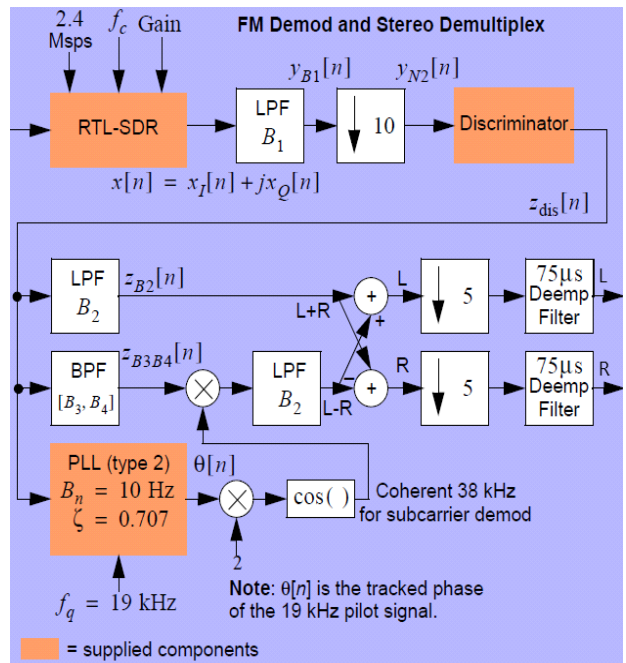 FM Demod and Stereo Demultiplex
2.4
Msps
f_c
Gain
RTL-SDR
x[n] = x_I[n] + jx_Q[n]
LPF
B_1
y_B1[n]
10
y_N2[n]
Discriminator
z_dis[n]
LPF
B_2
z_B2[n]
L+R
+
+
L
5
75µs
Deemp
Filter
L
BPF
[B_3, B_4]
z_B3B4[n]
×
LPF
B_2
L-R
−
+
R
5
75µs
Deemp
Filter
R
PLL (type 2)
B_n = 10 Hz
ζ = 0.707
θ[n]
×
2
cos( )
Coherent 38 kHz
for subcarrier demod
f_q = 19 kHz
Note: θ[n] is the tracked phase
of the 19 kHz pilot signal.
= supplied components